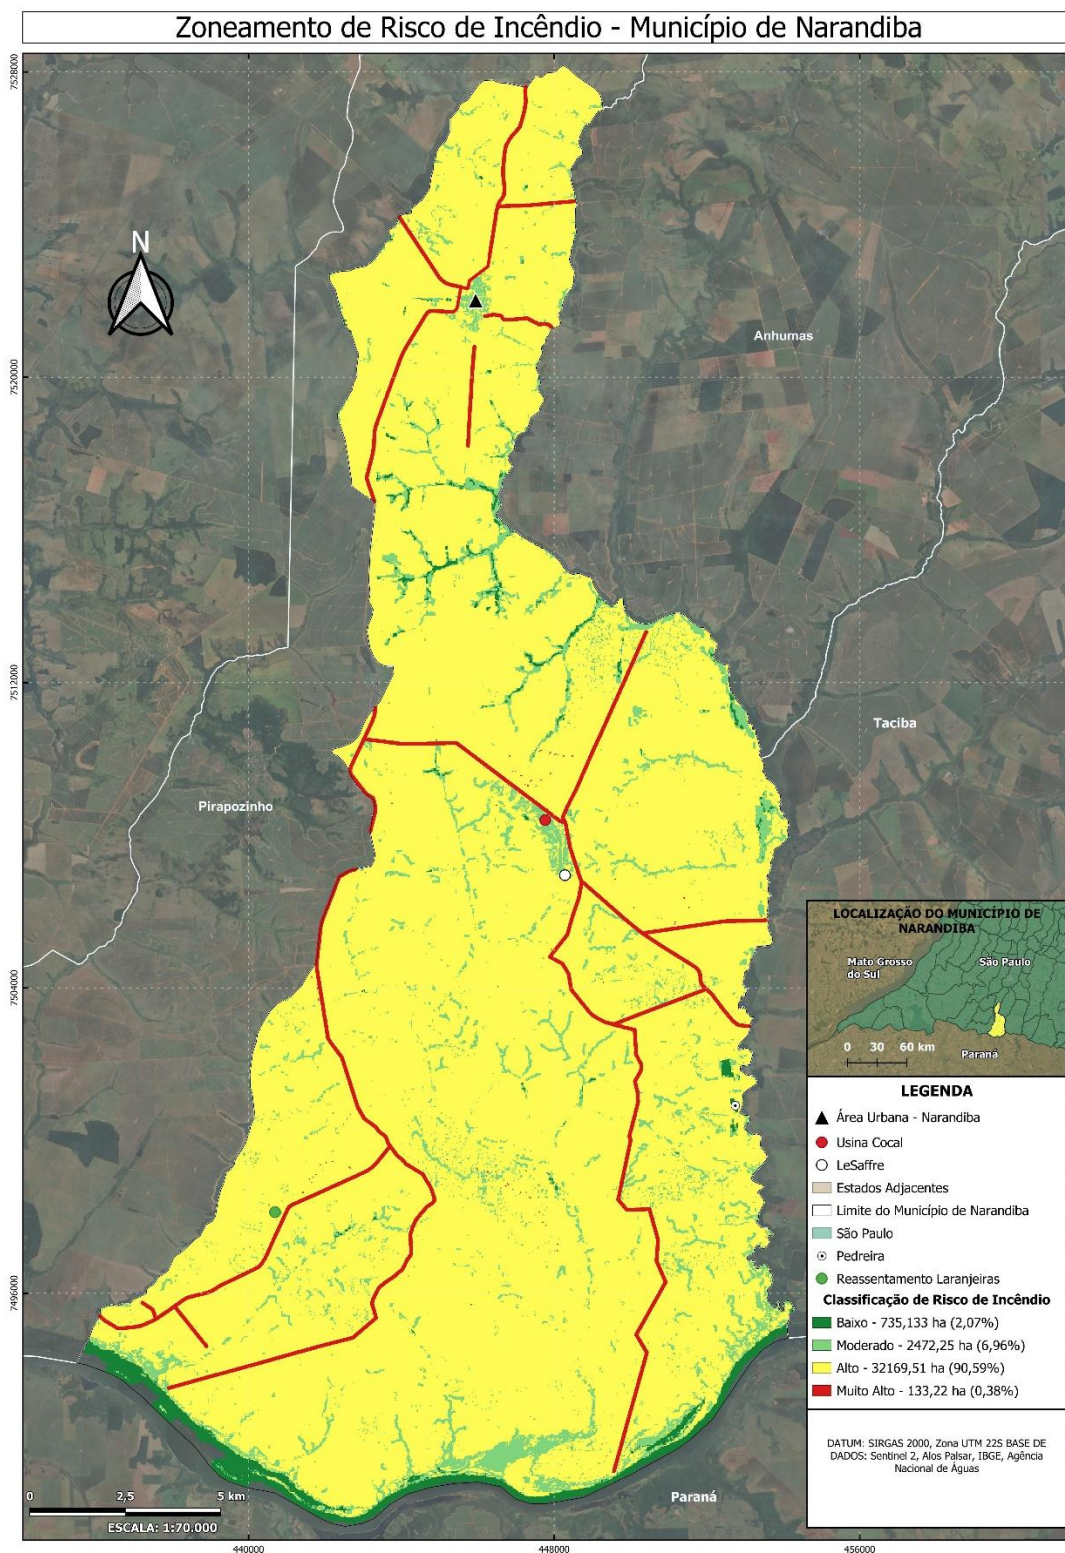 Zoneamento de Risco de Incêndio - Município de Narandiba
7528000
N
Anhumas
7520000
7512000
Taciba
Pirapozinho
LOCALIZAÇÃO DO MUNICÍPIO DE
NARANDIBA
Mato Grosso
do Sul
São Paulo
0 30 60 km
Paraná
7504000
LEGENDA
Área Urbana - Narandiba
Usina Cocal
LeSaffre
Estados Adjacentes
Limite do Município de Narandiba
São Paulo
Pedreira
Reassentamento Laranjeiras
Classificação de Risco de Incêndio
Baixo - 735,133 ha (2,07%)
Moderado - 2472,25 ha (6,96%)
Alto - 32169,51 ha (90,59%)
Muito Alto - 133,22 ha (0,38%)
7496000
DATUM: SIRGAS 2000, Zona UTM 22S BASE DE
DADOS: Sentinel 2, Alos Palsar, IBGE, Agência
Nacional de Águas
Paraná
0 2,5 5 km
ESCALA: 1:70.000
440000 448000 456000